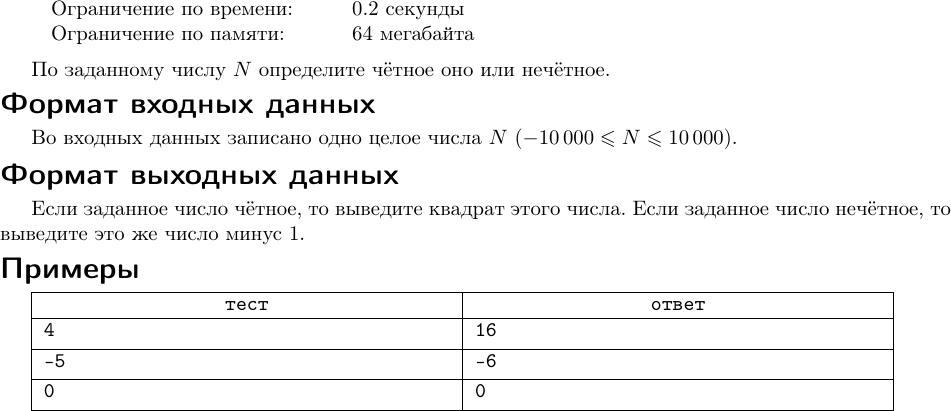 Ограничение по времени: 0.2 секунды
Ограничение по памяти: 64 мегабайта
По заданному числу N определите чётное оно или нечётное.
Формат входных данных
Во входных данных записано одно целое числа N (−10 000 ⩽ N ⩽ 10 000).
Формат выходных данных
Если заданное число чётное, то выведите квадрат этого числа. Если заданное число нечётное, то
выведите это же число минус 1.
Примеры
тест ответ
4 16
-5 -6
0 0